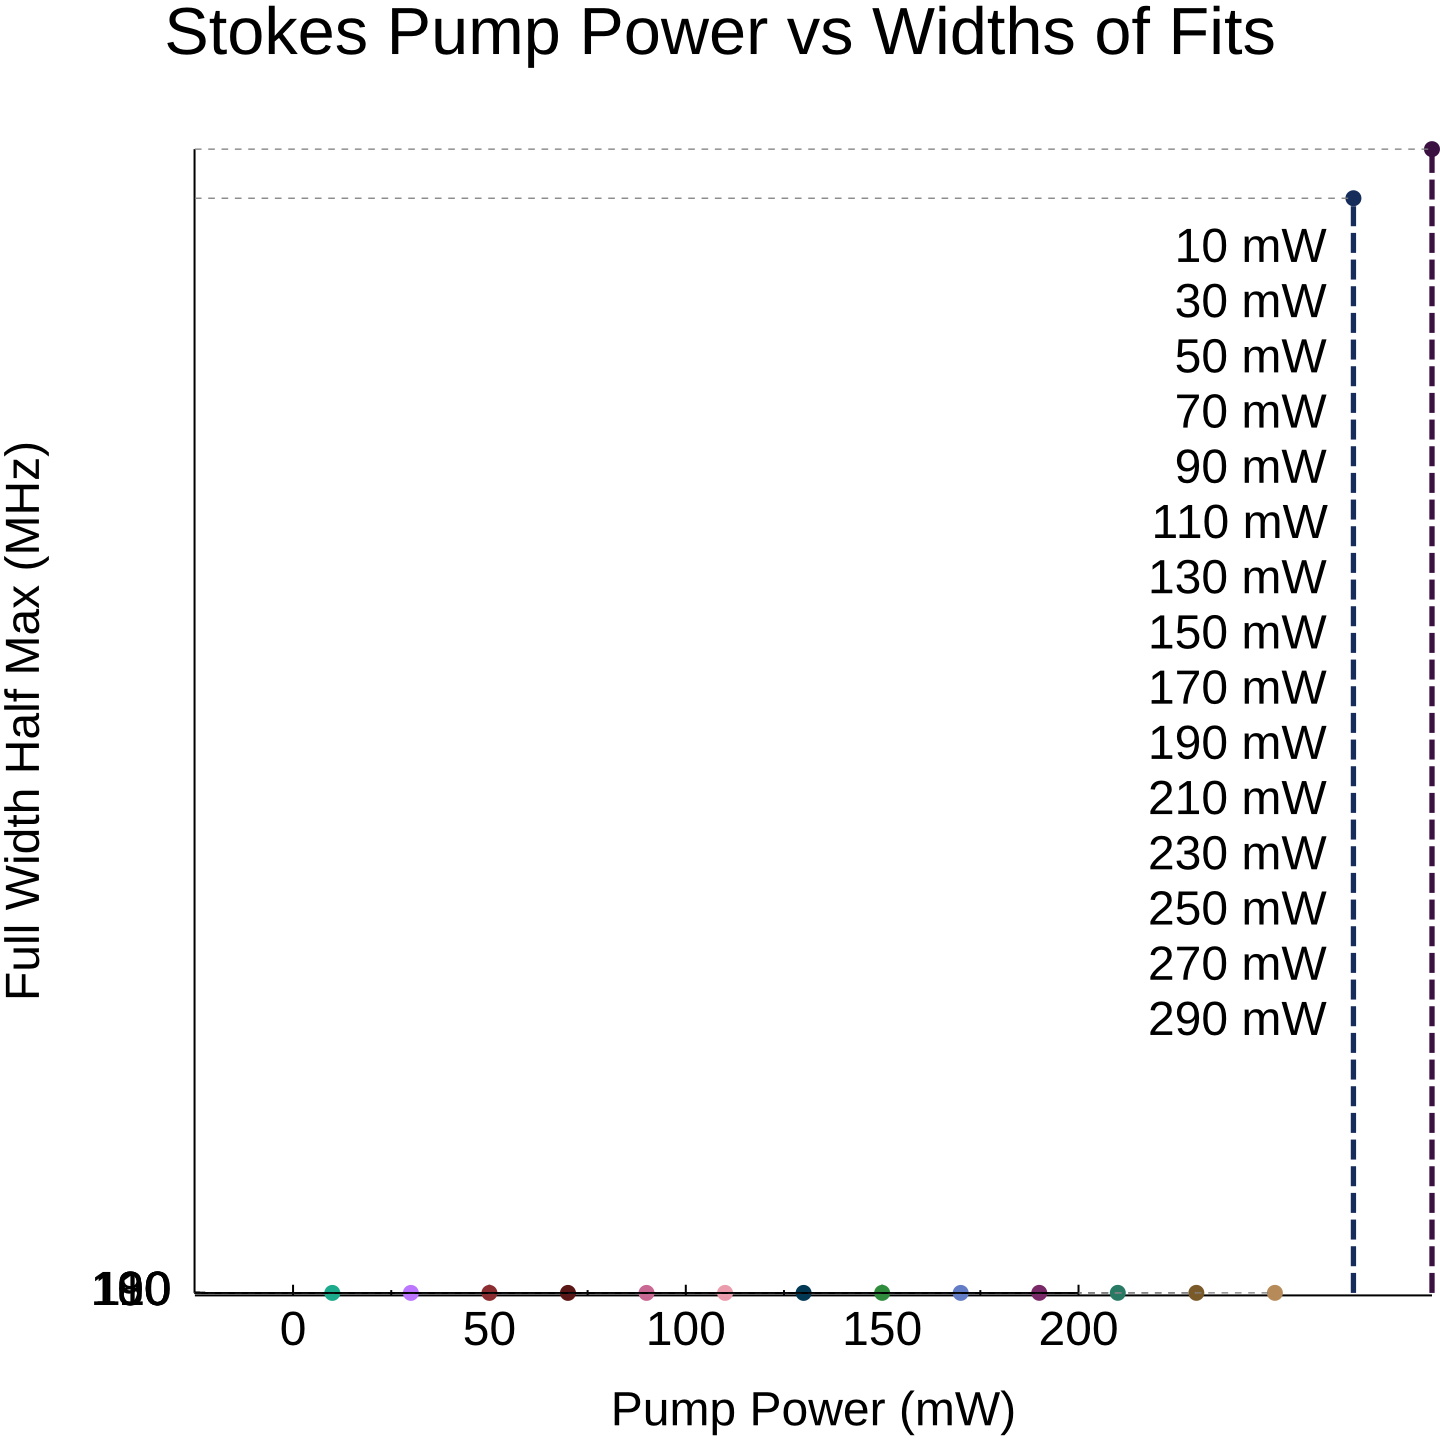 Stokes Pump Power vs Widths of Fits
Full Width Half Max (MHz)
10 mW
30 mW
50 mW
70 mW
90 mW
110 mW
130 mW
150 mW
170 mW
190 mW
210 mW
230 mW
250 mW
270 mW
290 mW
0 50 100 150 200
Pump Power (mW)